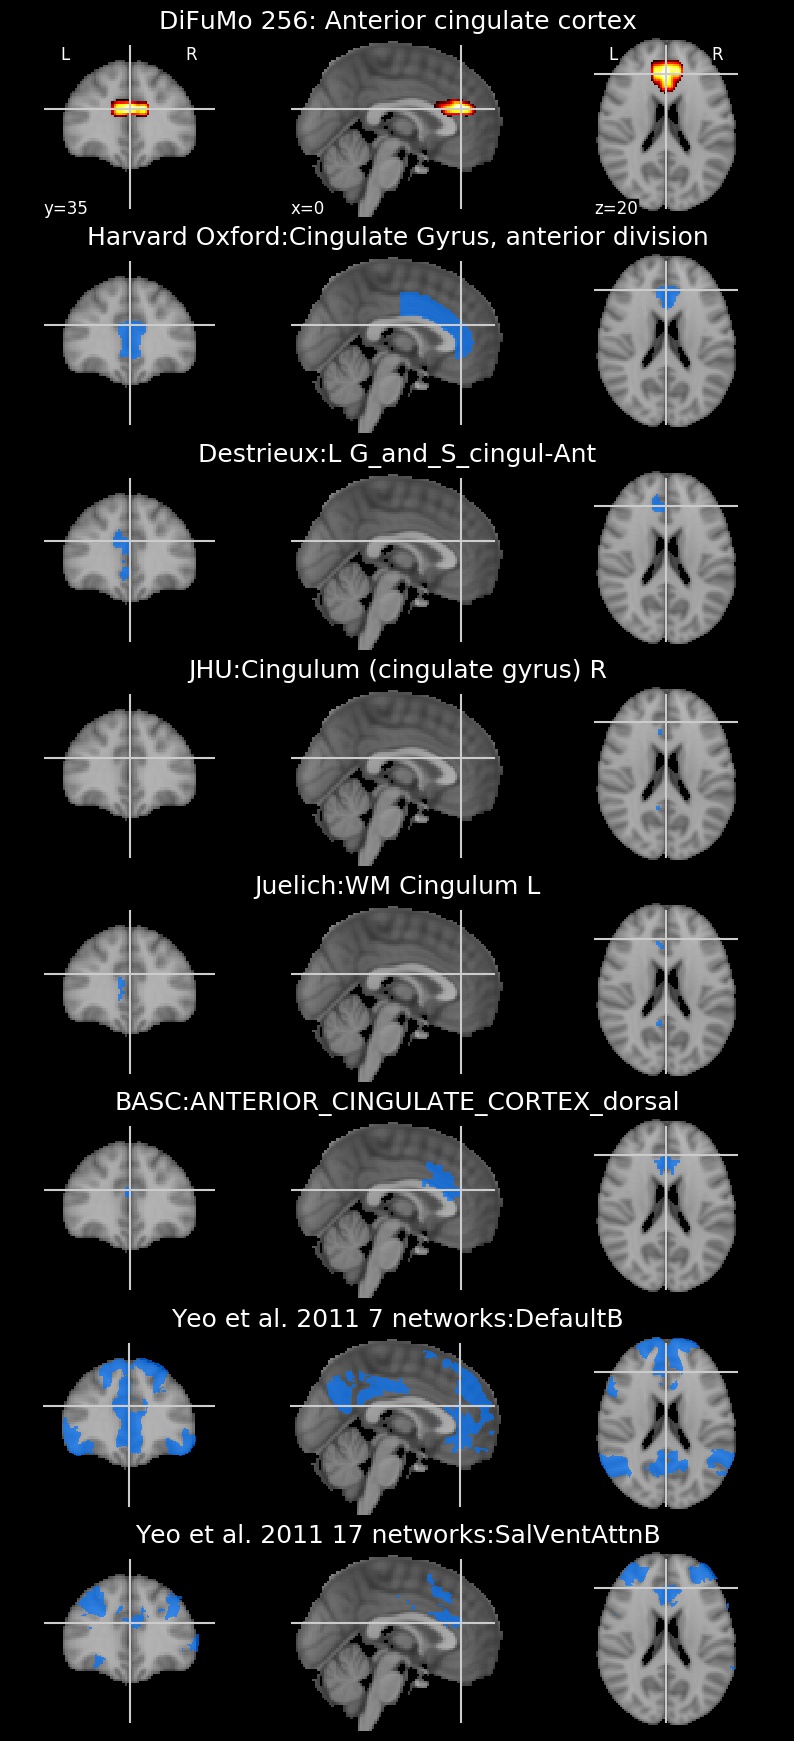 DiFuMo 256: Anterior cingulate cortex
L R L R
y=35 x=0 z=20
Harvard Oxford:Cingulate Gyrus, anterior division
Destrieux:L G_and_S_cingul-Ant
JHU:Cingulum (cingulate gyrus) R
Juelich:WM Cingulum L
BASC:ANTERIOR_CINGULATE_CORTEX_dorsal
Yeo et al. 2011 7 networks:DefaultB
Yeo et al. 2011 17 networks:SalVentAttnB